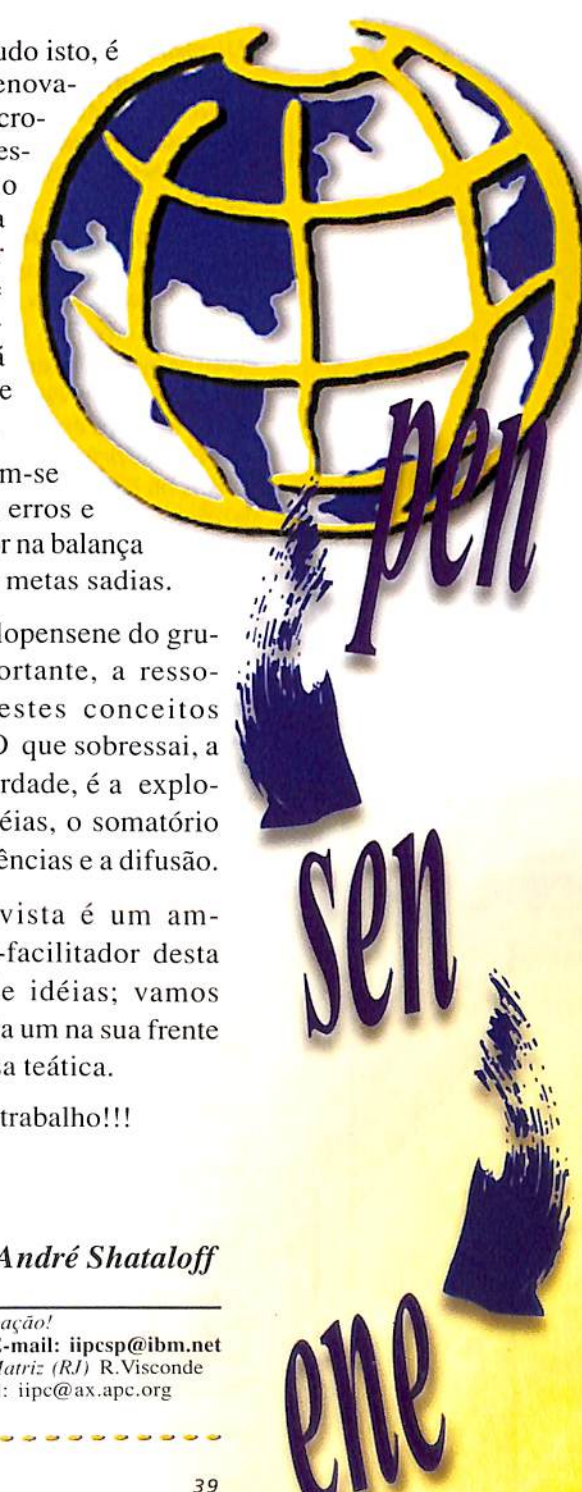 udo isto, é
enova-
cro-
es-
o
a
r
e
á
e
m-se
erros e
r na balança
metas sadias.
lopensene do gru-
ortante, a resso-
estes conceitos
O que sobressai, a
rdade, é a explo-
éias, o somatório
ências e a difusão.
vista é um am-
-facilitador desta
e idéias; vamos
a um na sua frente
sa teática.
trabalho!!!
André Shataloff
ação!
E-mail: iipcsp@ibm.net
Matriz (RJ) R.Visconde
l: iipc@ax.apc.org
pen
sen
ene
39